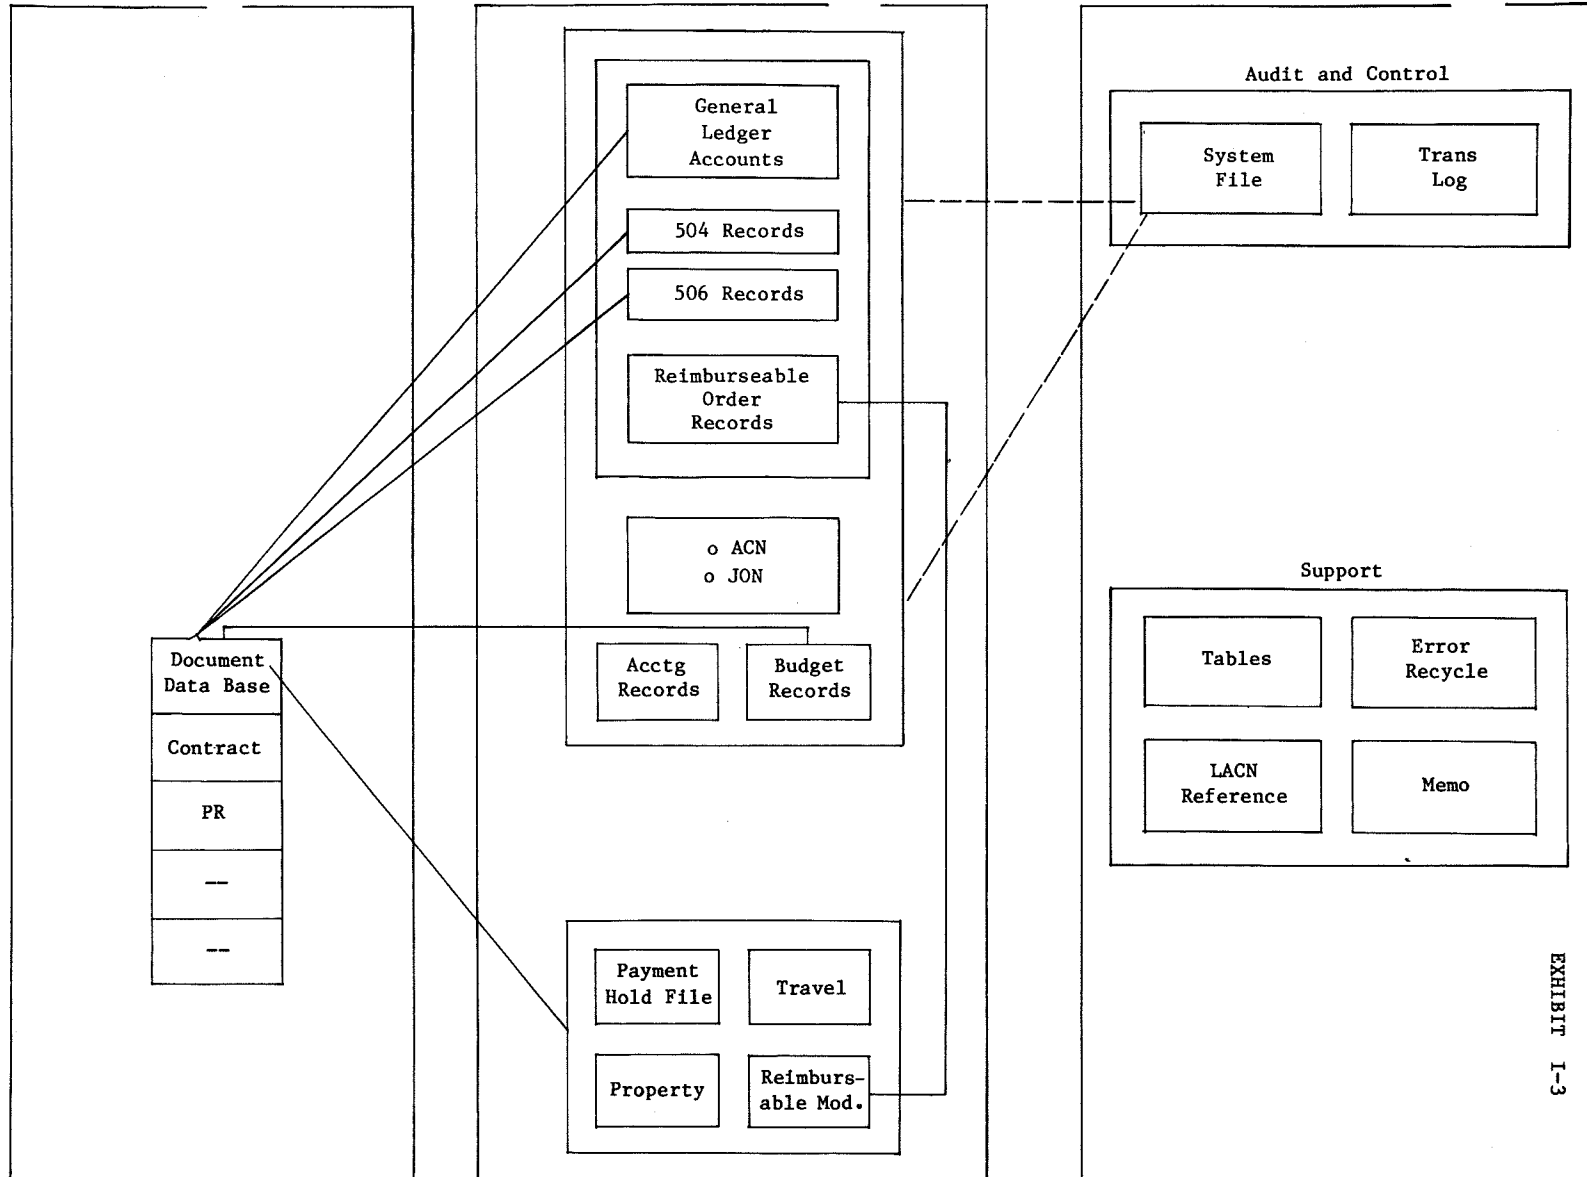 Document
Data Base
Contract
PR
--
--
General
Ledger
Accounts
504 Records
506 Records
Reimburseable
Order
Records
o ACN
o JON
Acctg
Records
Budget
Records
Payment
Hold File
Travel
Property
Reimburs-
able Mod.
Audit and Control
System
File
Trans
Log
Support
Tables
Error
Recycle
LACN
Reference
Memo
EXHIBIT I-3